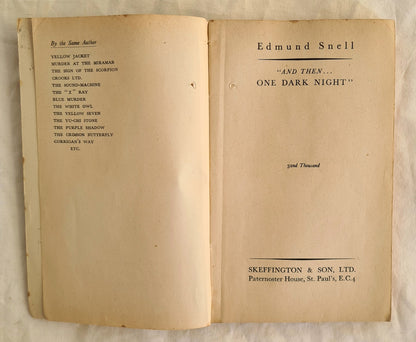 By the Same Author
YELLOW JACKET
MURDER AT THE MIRAMAR
THE SIGN OF THE SCORPION
CROOKS LTD.
THE SOUND-MACHINE
THE "Z" RAY
BLUE MURDER
THE WHITE OWL
THE YELLOW SEVEN
THE YU-CHI STONE
THE PURPLE SHADOW
THE CRIMSON BUTTERFLY
CORRIGAN'S WAY
ETC.
Edmund Snell
"AND THEN...
ONE DARK NIGHT"
32nd Thousand
SKEFFINGTON & SON, LTD.
Paternoster House, St. Paul's, E.C.4